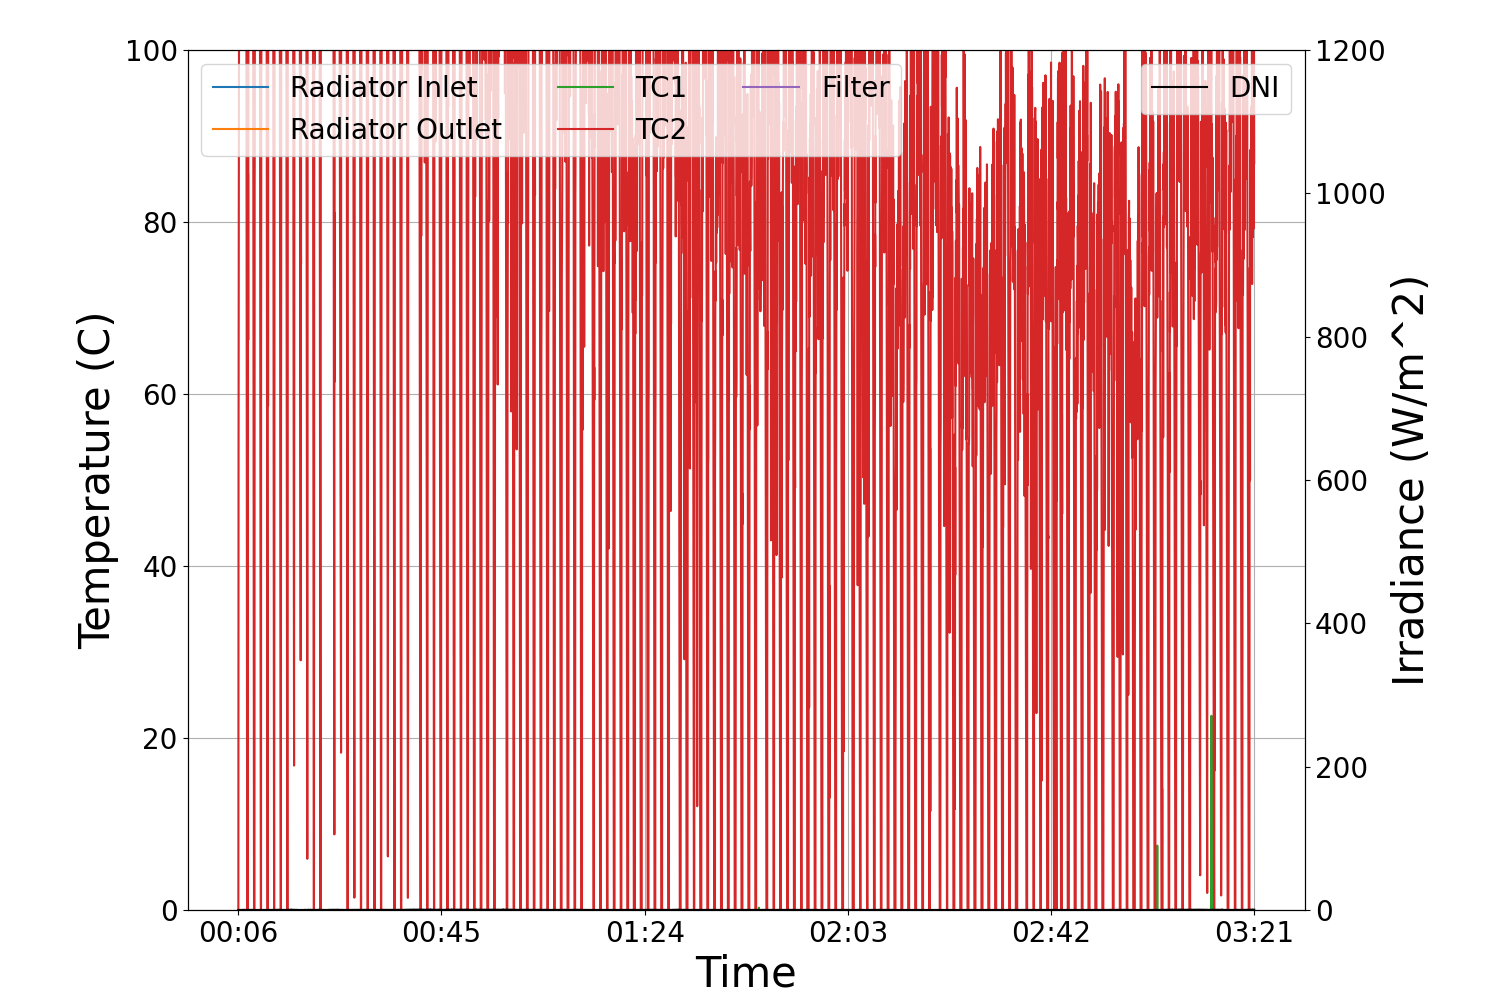 Radiator Inlet
Radiator Outlet
TC1
TC2
Filter
DNI
100
80
60
40
20
0
1200
1000
800
600
400
200
0
Temperature (C)
Irradiance (W/m^2)
00:06
00:45
01:24
02:03
02:42
03:21
Time